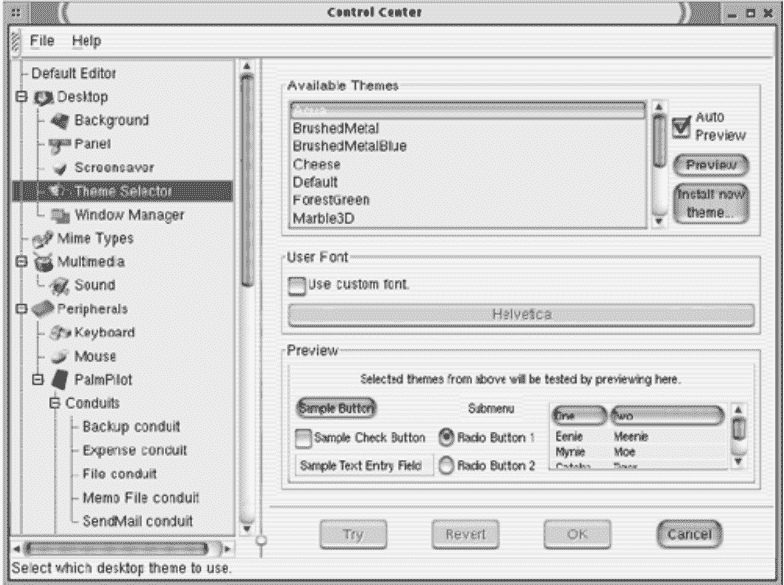 Control Center
File Help
Default Editor
Desktop
Background
Panel
Screensaver
Theme Selector
Window Manager
Mime Types
Multimedia
Sound
Peripherals
Keyboard
Mouse
PalmPilot
Conduits
Backup conduit
Expense conduit
File conduit
Memo File conduit
SendMail conduit
Available Themes
Aqua
BrushedMetal
BrushedMetalBlue
Cheese
Default
ForestGreen
Marble3D
Auto
Preview
Preview
Install new
theme...
User Font
Use custom font.
Helvetica
Preview
Selected themes from above will be tested by previewing here.
Sample Button
Submenu
One Two
Sample Check Button
Radio Button 1
Eenie Meenie
Mynie Moe
Catcha Tiger
Sample Text Entry Field
Radio Button 2
Try Revert OK Cancel
Select which desktop theme to use.